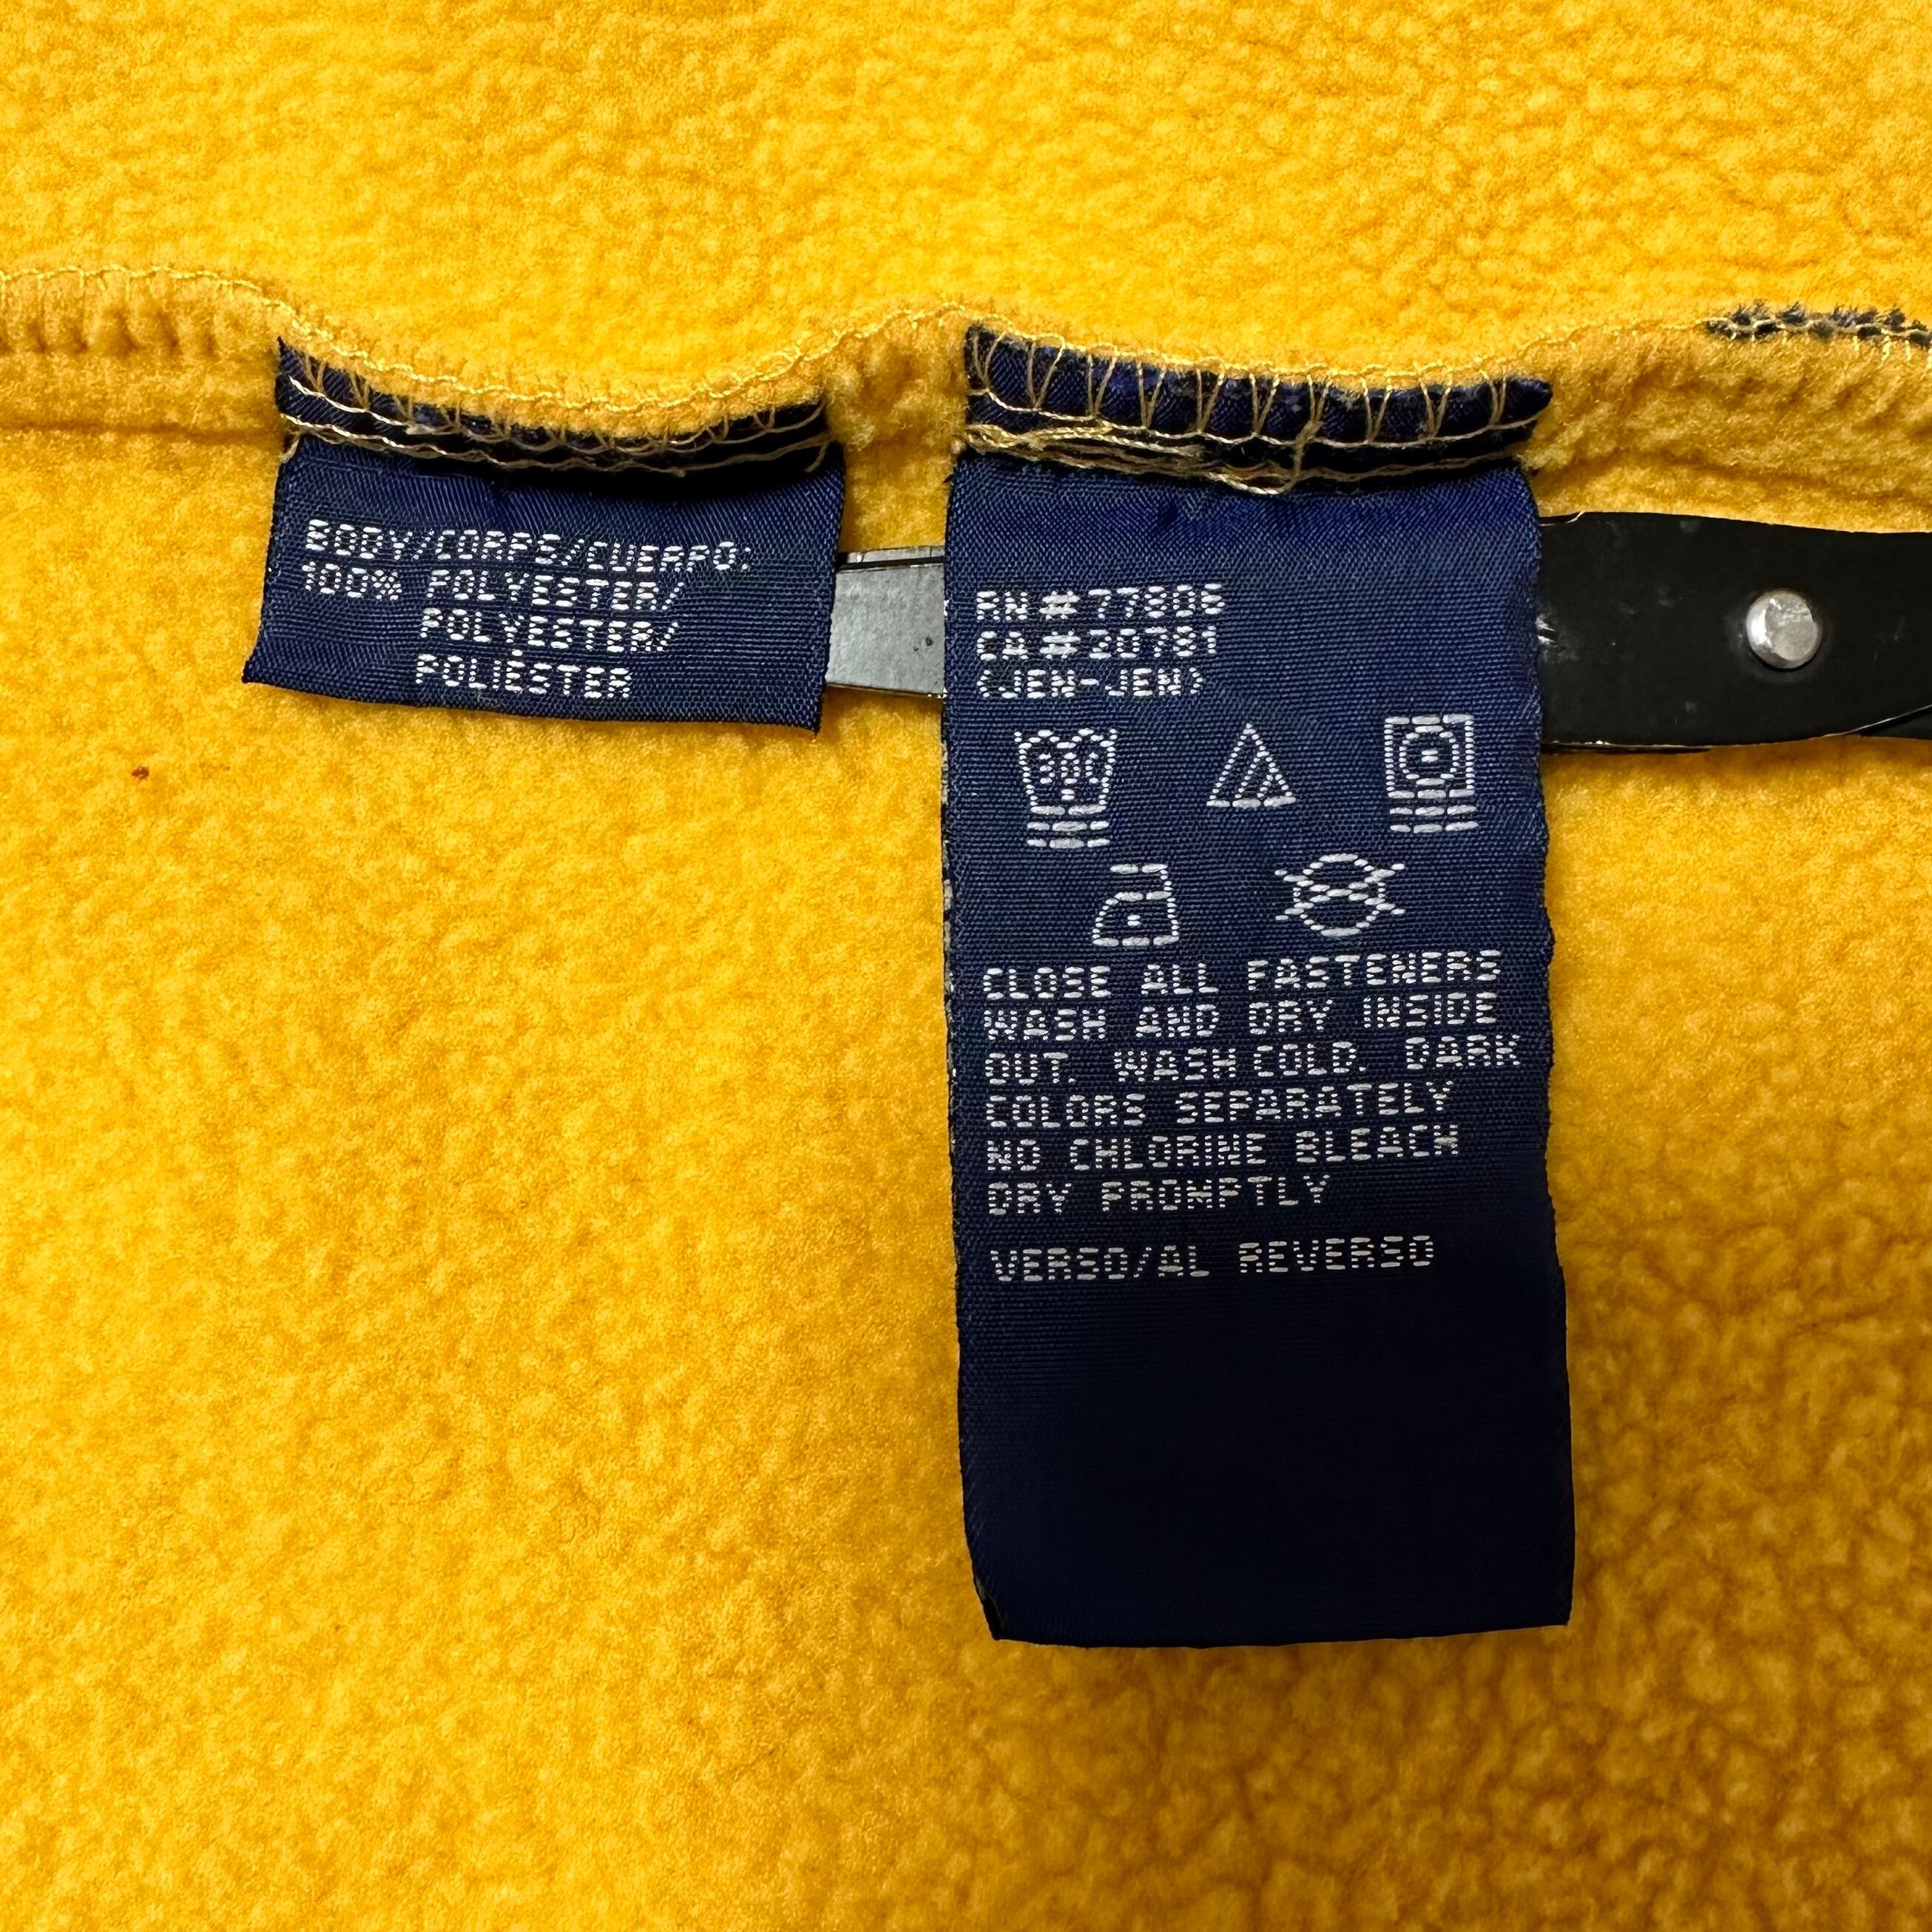 BODY/CORPS/CUERPO:
100% POLYESTER/
POLYESTER/
POLIÉSTER
RN#77806
CA#20781
(JEN-JEN)
30C
CLOSE ALL FASTENERS
WASH AND DRY INSIDE
OUT. WASH COLD. DARK
COLORS SEPARATELY
NO CHLORINE BLEACH
DRY PROMPTLY
VERSO/AL REVERSO